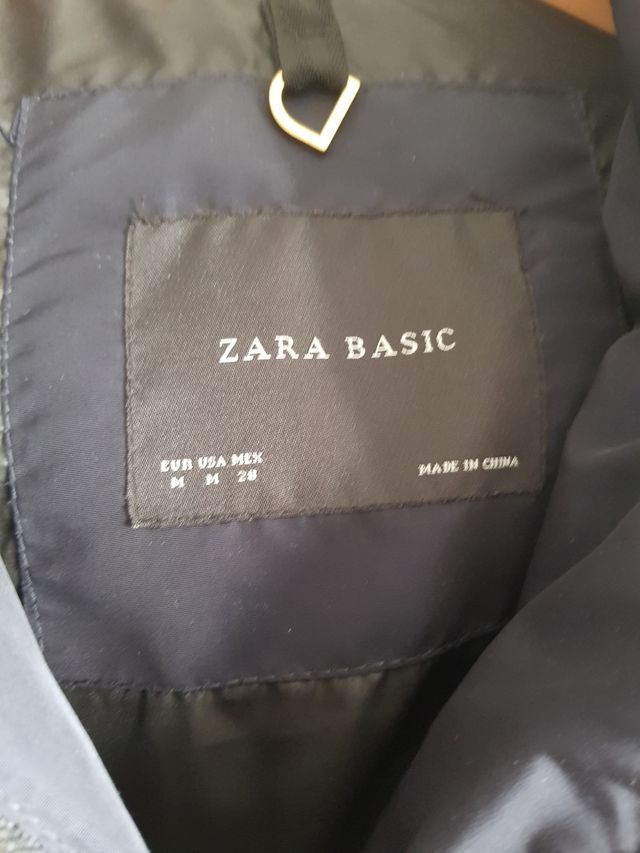 ZARA BASIC
EUR USA MEX
M M 28
MADE IN CHINA